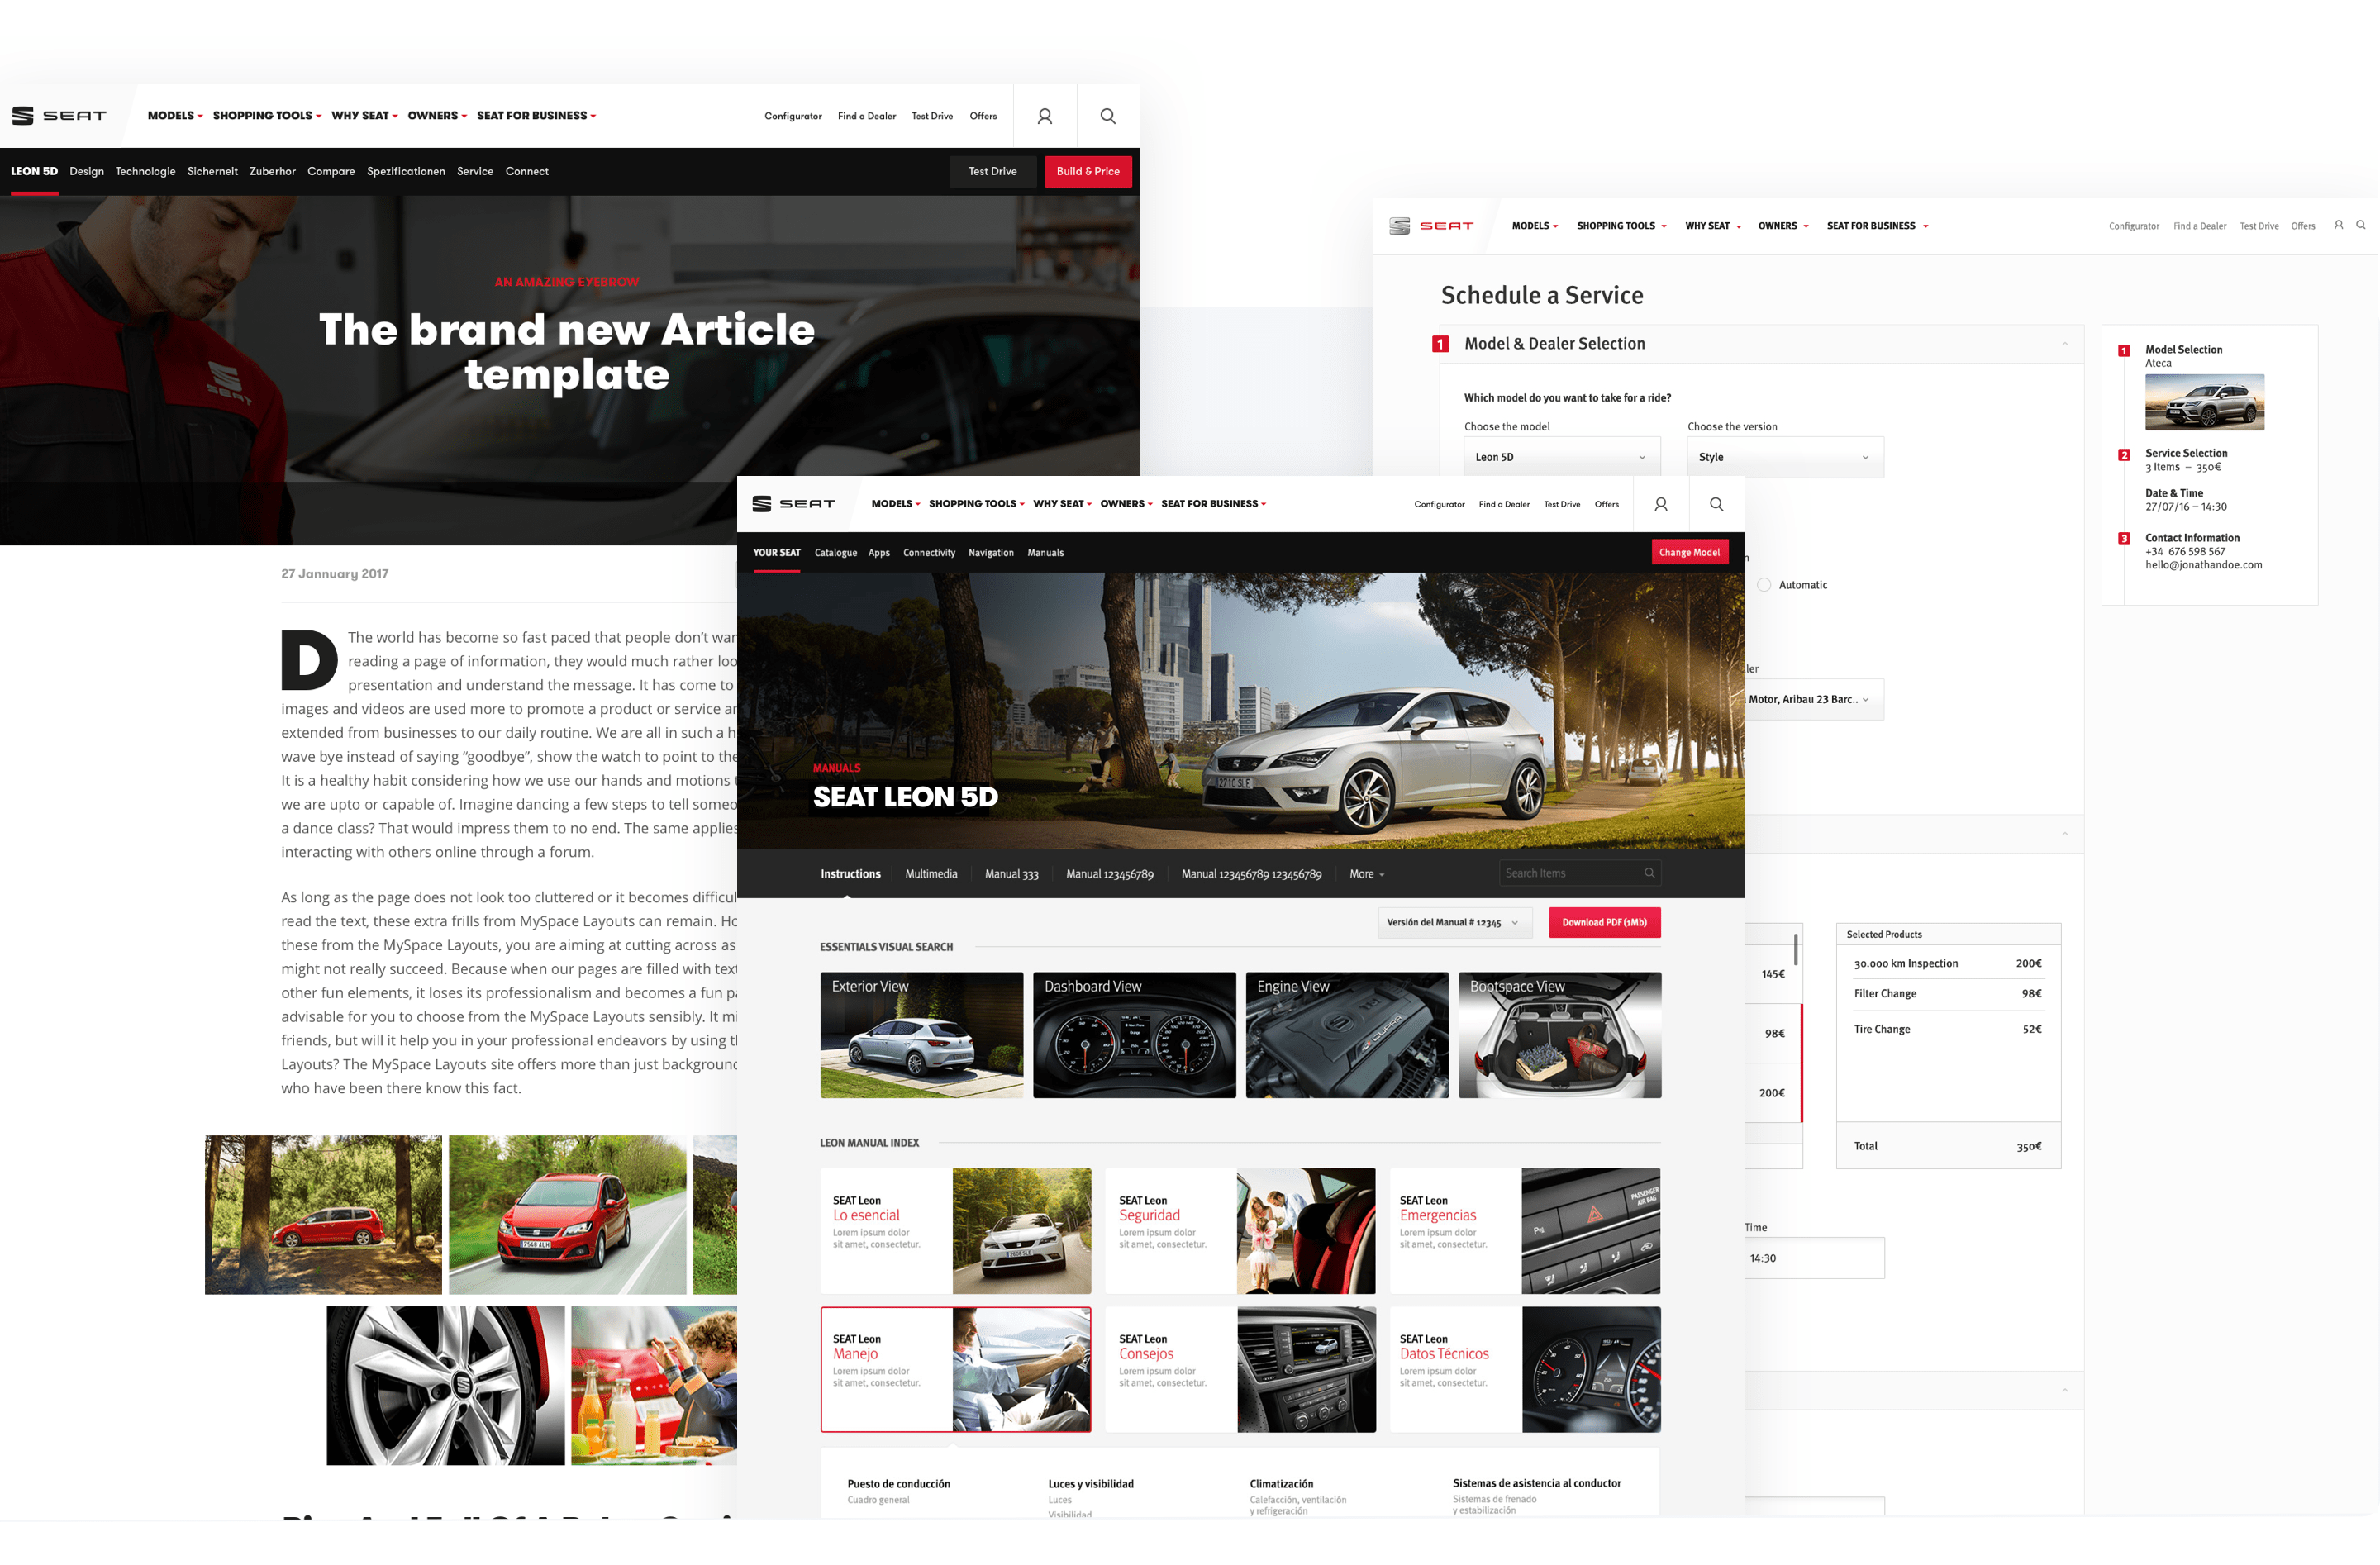 SEAT
MODELS SHOPPING TOOLS WHY SEAT OWNERS SEAT FOR BUSINESS
Configurator Find a Dealer Test Drive Offers
LEON 5D Design Technologie Sicherneit Zuberhor Compare Spezificationen Service Connect
Test Drive Build & Price
AN AMAZING EYEBROW
The brand new Article
template
SEAT
27 Jannuary 2017
D The world has become so fast paced that people don't
reading a page of information, they would much rather
presentation and understand the message. It has come to
images and videos are used more to promote a product or service
extended from businesses to our daily routine. We are all in such a
wave bye instead of saying “goodbye”, show the watch to point to
It is a healthy habit considering how we use our hands and motions
we are upto or capable of. Imagine dancing a few steps to tell
a dance class? That would impress them to no end. The same applies
interacting with others online through a forum.
As long as the page does not look too cluttered or it becomes
read the text, these extra frills from MySpace Layouts can remain.
these from the MySpace Layouts, you are aiming at cutting across as
might not really succeed. Because when our pages are filled with
other fun elements, it loses its professionalism and becomes a fun
advisable for you to choose from the MySpace Layouts sensibly. It
friends, but will it help you in your professional endeavors by using
Layouts? The MySpace Layouts site offers more than just
who have been there know this fact.
7548 ALH
SEAT
MODELS SHOPPING TOOLS WHY SEAT OWNERS SEAT FOR BUSINESS
Configurator Find a Dealer Test Drive Offers
YOUR SEAT Catalogue Apps Connectivity Navigation Manuals
Change Model
MANUALS
SEAT LEON 5D
2710 SLE
Instructions Multimedia Manual 333 Manual 123456789 Manual 123456789 123456789 More
Search Items
Versión del Manual # 12345 Download PDF (1Mb)
ESSENTIALS VISUAL SEARCH
Exterior View
Dashboard View
Engine View
CUPRA
Bootspace View
LEON MANUAL INDEX
SEAT Leon
Lo esencial
Lorem ipsum dolor
sit amet, consectetur.
SEAT Leon
Seguridad
Lorem ipsum dolor
sit amet, consectetur.
SEAT Leon
Emergencias
Lorem ipsum dolor
sit amet, consectetur.
PASSENGER
AIR BAG
SEAT Leon
Manejo
Lorem ipsum dolor
sit amet, consectetur.
SEAT Leon
Consejos
Lorem ipsum dolor
sit amet, consectetur.
SEAT Leon
Datos Técnicos
Lorem ipsum dolor
sit amet, consectetur.
Puesto de conducción
Cuadro general
Luces y visibilidad
Luces
Visibilidad
Climatización
Calefacción, ventilación
y refrigeración
Sistemas de asistencia al conductor
Sistemas de frenado
y estabilización
SEAT
MODELS SHOPPING TOOLS WHY SEAT OWNERS SEAT FOR BUSINESS
Configurator Find a Dealer Test Drive Offers
Schedule a Service
1 Model & Dealer Selection
Which model do you want to take for a ride?
Choose the model
Leon 5D
Choose the version
Style
Automatic
Motor, Aribau 23 Barc..
145€
98€
200€
Selected Products
30.000 km Inspection 200€
Filter Change 98€
Tire Change 52€
Total 350€
Time
14:30
1 Model Selection
Ateca
2 Service Selection
3 Items – 350€
Date & Time
27/07/16 – 14:30
3 Contact Information
+34 676 598 567
hello@jonathandoe.com